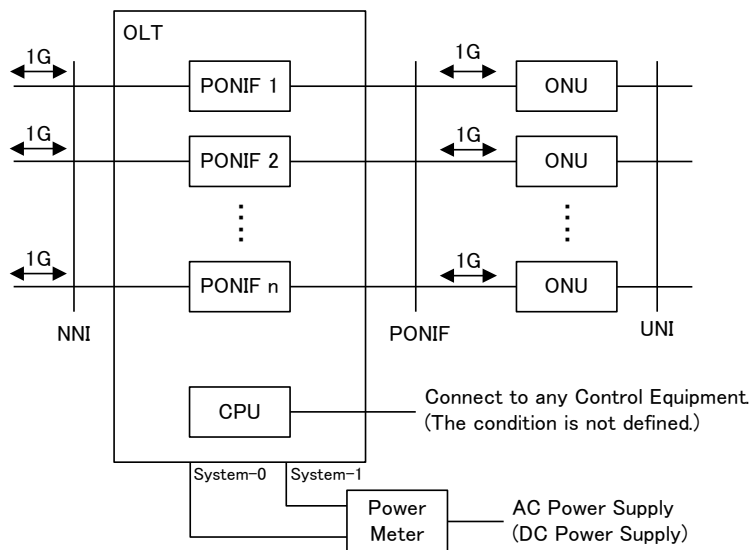 OLT
1G
1G
PONIF 1
ONU
1G
1G
PONIF 2
ONU
1G
1G
PONIF n
ONU
NNI
PONIF
UNI
CPU
Connect to any Control Equipment.
(The condition is not defined.)
System-0
System-1
Power
Meter
AC Power Supply
(DC Power Supply)